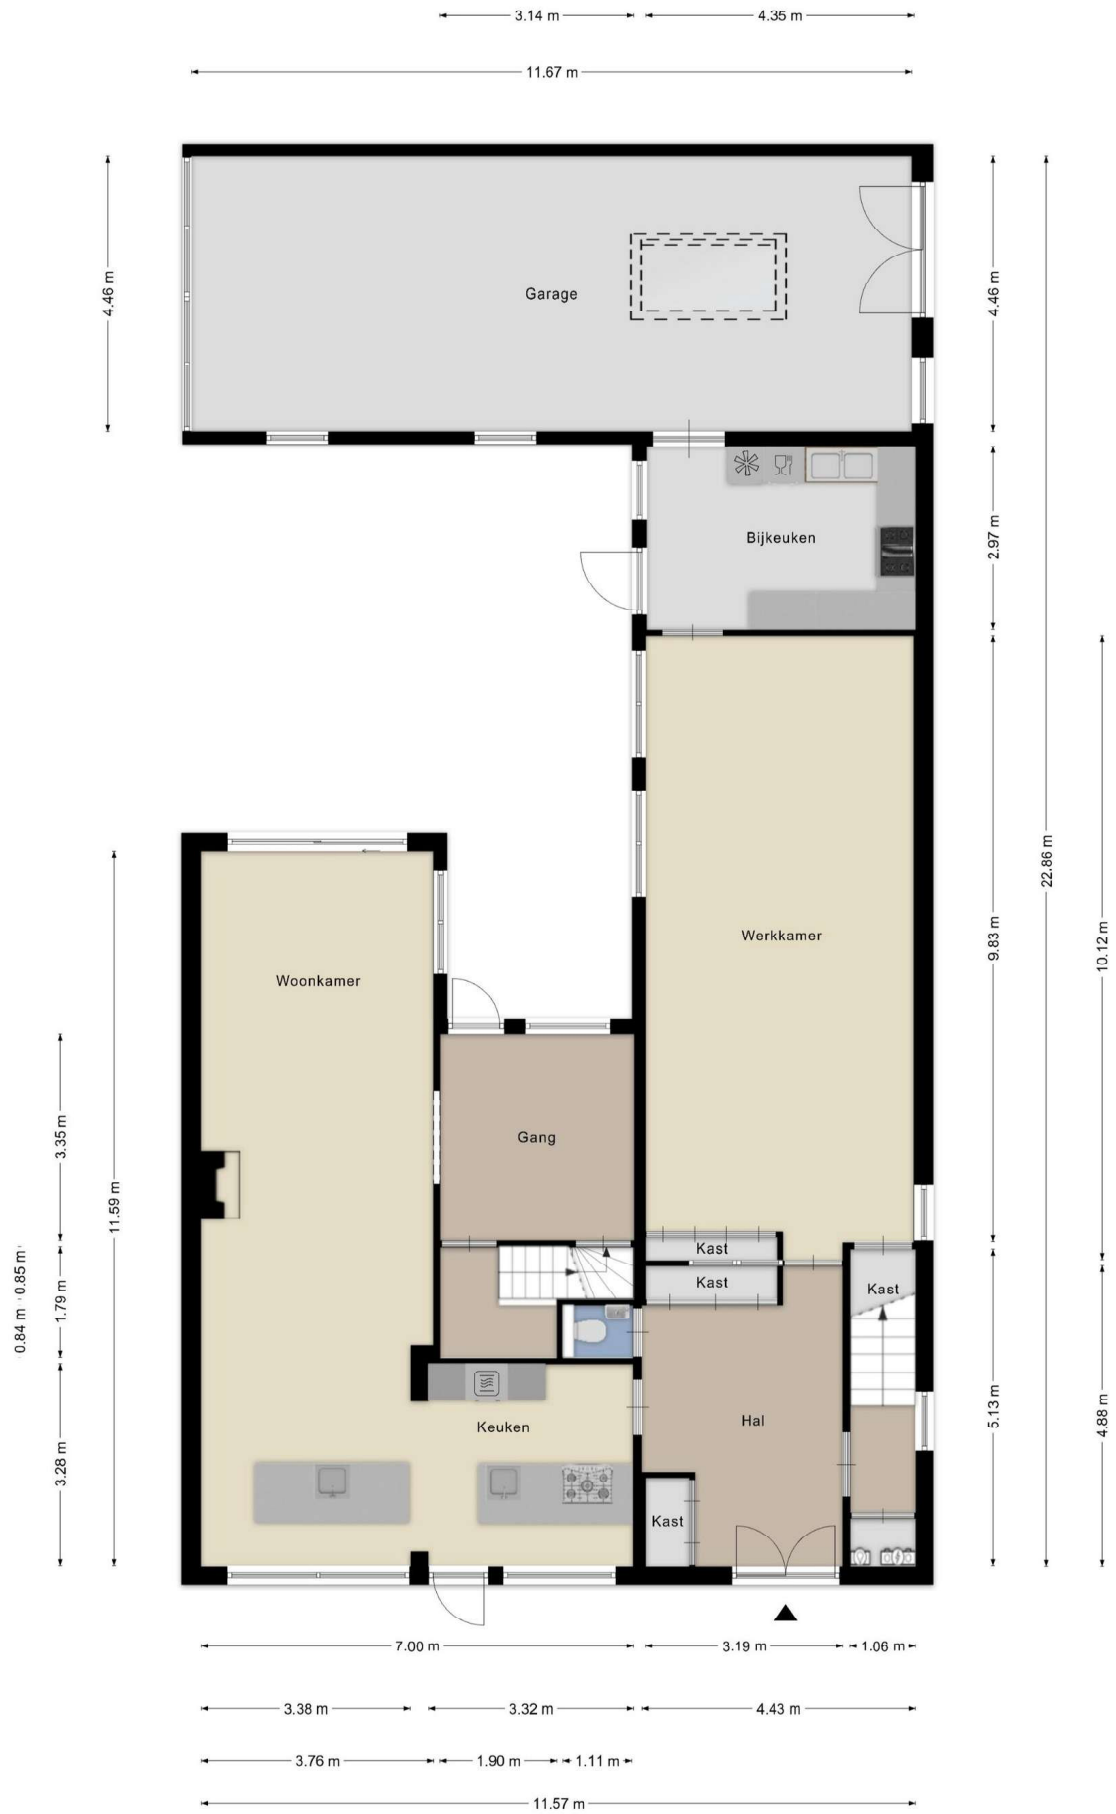 3.14 m
4.35 m
11.67 m
4.46 m
Garage
4.46 m
Bijkeuken
2.97 m
22.86 m
Werkkamer
9.83 m
10.12 m
Woonkamer
3.35 m
11.59 m
Gang
0.84 m
0.85 m
1.79 m
Kast
Kast
Kast
3.28 m
Keuken
Hal
5.13 m
4.88 m
Kast
7.00 m
3.19 m
1.06 m
3.38 m
3.32 m
4.43 m
3.76 m
1.90 m
1.11 m
11.57 m